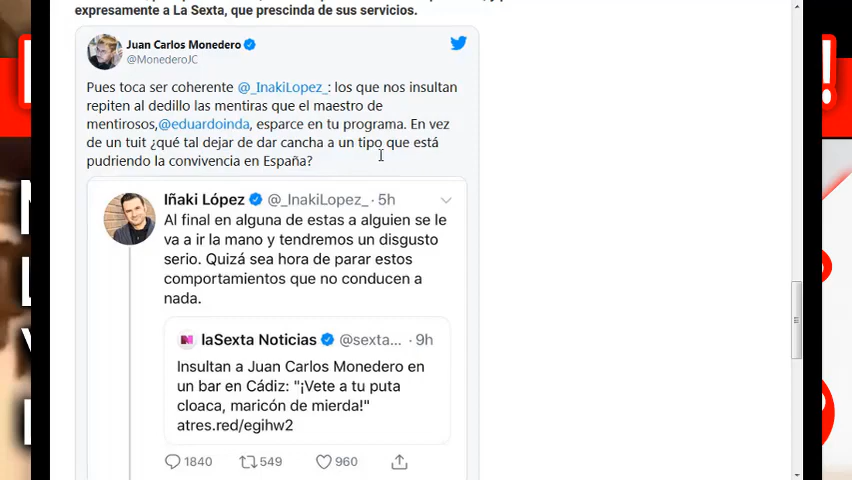 expresamente a La Sexta, que prescinda de sus servicios.
Juan Carlos Monedero
@MonederoJC
Pues toca ser coherente @_InakiLopez_: los que nos insultan
repiten al dedillo las mentiras que el maestro de
mentirosos,@eduardoinda, esparce en tu programa. En vez
de un tuit ¿qué tal dejar de dar cancha a un tipo que está
pudriendo la convivencia en España?
Iñaki López @_InakiLopez_ · 5h
Al final en alguna de estas a alguien se le
va a ir la mano y tendremos un disgusto
serio. Quizá sea hora de parar estos
comportamientos que no conducen a
nada.
laSexta Noticias @sexta... · 9h
Insultan a Juan Carlos Monedero en
un bar en Cádiz: "¡Vete a tu puta
cloaca, maricón de mierda!"
atres.red/egihw2
1840 549 960